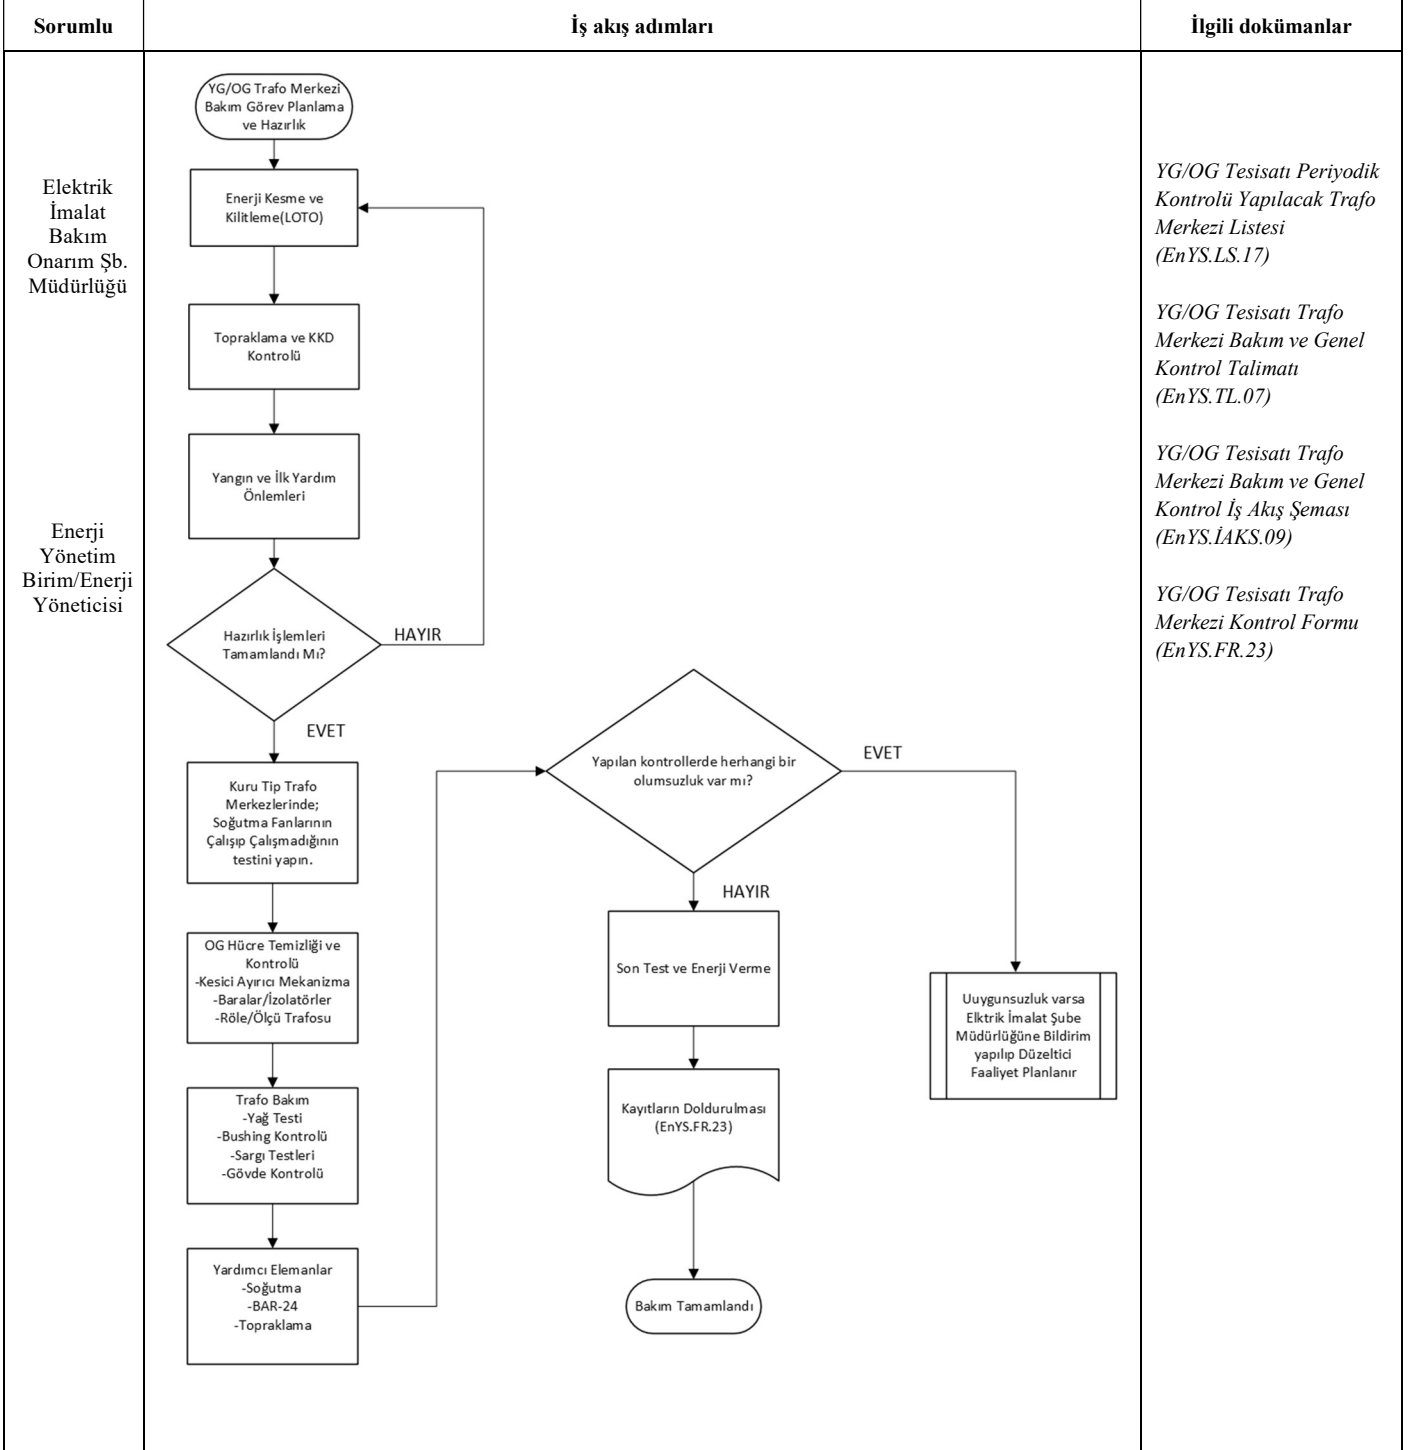 Sorumlu
İş akış adımları
İlgili dokümanlar
Elektrik
İmalat
Bakım
Onarım Şb.
Müdürlüğü
Enerji
Yönetim
Birim/Enerji
Yöneticisi
YG/OG Trafo Merkezi
Bakım Görev Planlama
ve Hazırlık
Enerji Kesme ve
Kilitleme(LOTO)
Topraklama ve KKD
Kontrolü
Yangın ve İlk Yardım
Önlemleri
Hazırlık İşlemleri
Tamamlandı Mı?
HAYIR
EVET
Kuru Tip Trafo
Merkezlerinde;
Soğutma Fanlarının
Çalışıp Çalışmadığının
testini yapın.
OG Hücre Temizliği ve
Kontrolü
-Kesici Ayırıcı Mekanizma
-Baralar/İzolatörler
-Röle/Ölçü Trafosu
Trafo Bakım
-Yağ Testi
-Bushing Kontrolü
-Sargı Testleri
-Gövde Kontrolü
Yardımcı Elemanlar
-Soğutma
-BAR-24
-Topraklama
Yapılan kontrollerde herhangi bir
olumsuzluk var mı?
EVET
HAYIR
Son Test ve Enerji Verme
Kayıtların Doldurulması
(EnYS.FR.23)
Bakım Tamamlandı
Uuygunsuzluk varsa
Elktrik İmalat Şube
Müdürlüğüne Bildirim
yapılıp Düzeltici
Faaliyet Planlanır
YG/OG Tesisatı Periyodik
Kontrolü Yapılacak Trafo
Merkezi Listesi
(EnYS.LS.17)
YG/OG Tesisatı Trafo
Merkezi Bakım ve Genel
Kontrol Talimatı
(EnYS.TL.07)
YG/OG Tesisatı Trafo
Merkezi Bakım ve Genel
Kontrol İş Akış Şeması
(EnYS.İAKS.09)
YG/OG Tesisatı Trafo
Merkezi Kontrol Formu
(EnYS.FR.23)